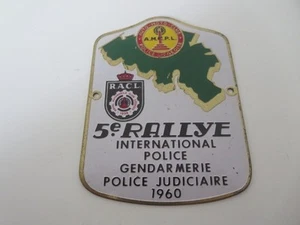 A.M.E.P.L.
R.A.C.L.
5e RALLYE
INTERNATIONAL
POLICE
GENDARMERIE
POLICE JUDICIAIRE
1960